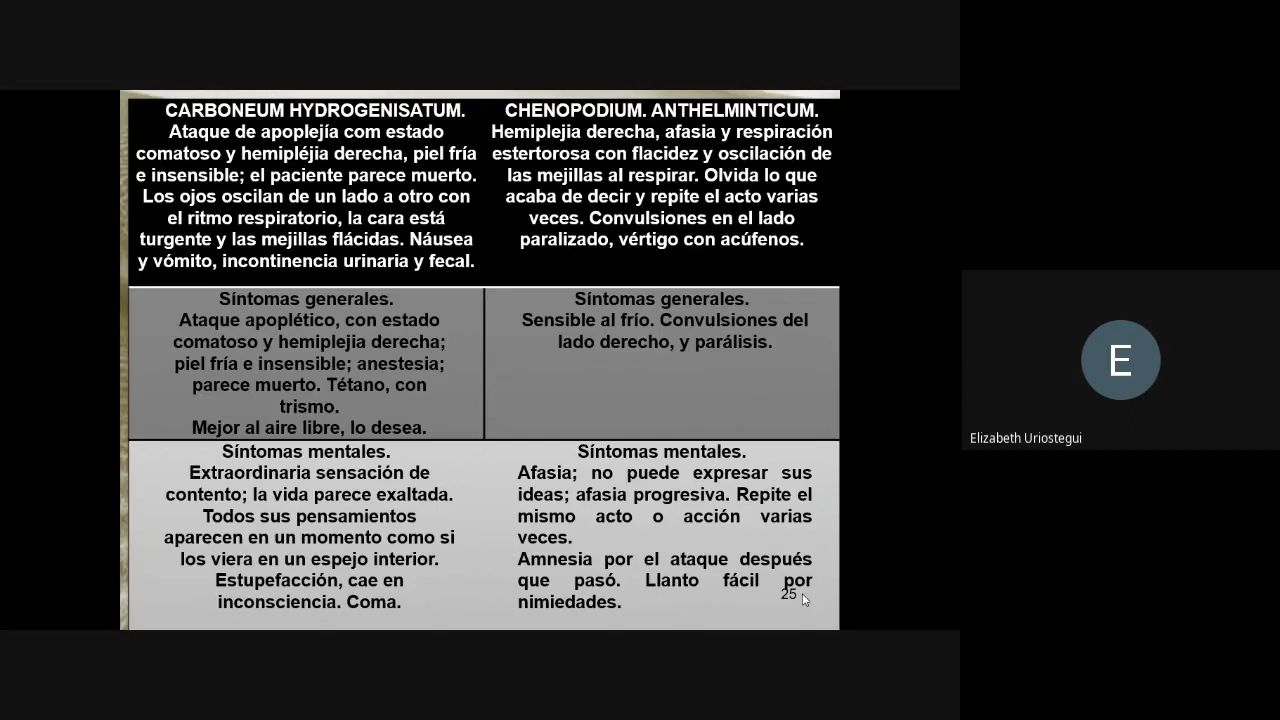 CARBONEUM HYDROGENISATUM.
Ataque de apoplejía com estado
comatoso y hemipléjia derecha, piel fría
e insensible; el paciente parece muerto.
Los ojos oscilan de un lado a otro con
el ritmo respiratorio, la cara está
turgente y las mejillas flácidas. Náusea
y vómito, incontinencia urinaria y fecal.
CHENOPODIUM. ANTHELMINTICUM.
Hemiplejia derecha, afasia y respiración
estertorosa con flacidez y oscilación de
las mejillas al respirar. Olvida lo que
acaba de decir y repite el acto varias
veces. Convulsiones en el lado
paralizado, vértigo con acúfenos.
Síntomas generales.
Ataque apoplético, con estado
comatoso y hemiplejia derecha;
piel fría e insensible; anestesia;
parece muerto. Tétano, con
trismo.
Mejor al aire libre, lo desea.
Síntomas generales.
Sensible al frío. Convulsiones del
lado derecho, y parálisis.
Síntomas mentales.
Extraordinaria sensación de
contento; la vida parece exaltada.
Todos sus pensamientos
aparecen en un momento como si
los viera en un espejo interior.
Estupefacción, cae en
inconsciencia. Coma.
Síntomas mentales.
Afasia; no puede expresar sus
ideas; afasia progresiva. Repite el
mismo acto o acción varias
veces.
Amnesia por el ataque después
que pasó. Llanto fácil por
nimiedades.
25
E
Elizabeth Uriostegui